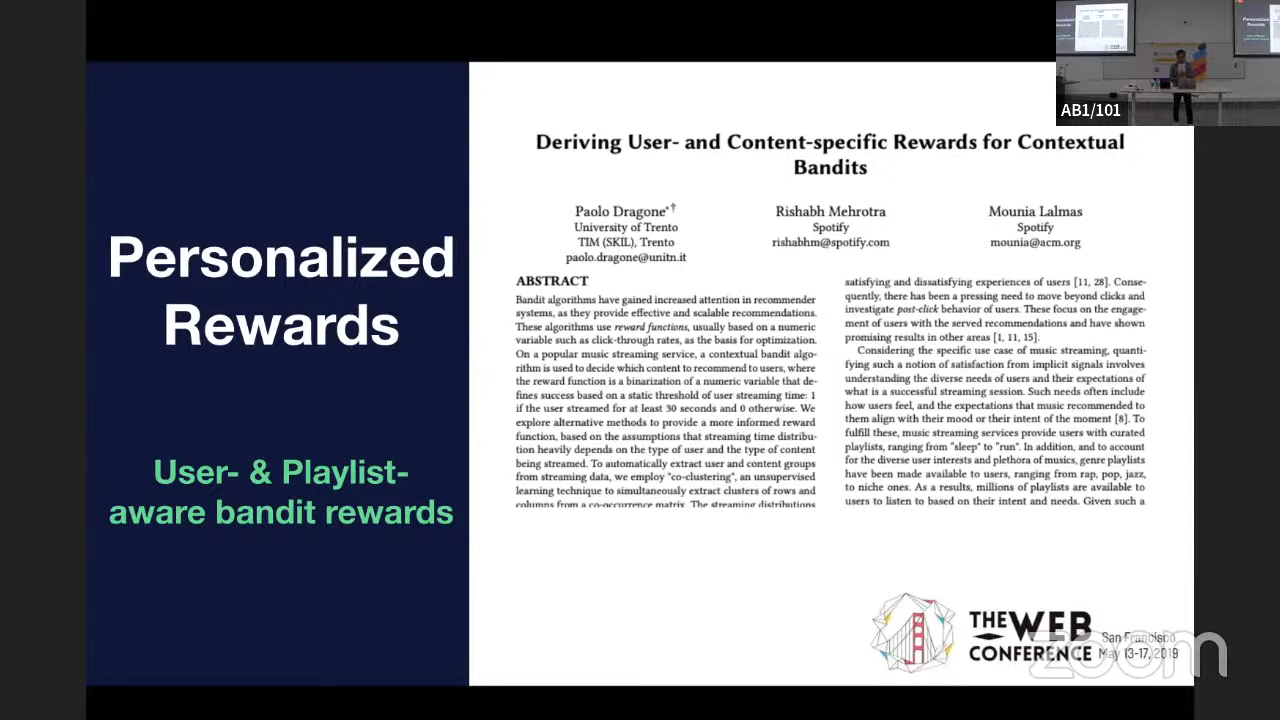 AB1/101
Personalized
Rewards
User- & Playlist-
aware bandit rewards
Deriving User- and Content-specific Rewards for Contextual
Bandits
Paolo Dragone*†
University of Trento
TIM (SKIL), Trento
paolo.dragone@unitn.it
Rishabh Mehrotra
Spotify
rishabhm@spotify.com
Mounia Lalmas
Spotify
mounia@acm.org
ABSTRACT
Bandit algorithms have gained increased attention in recommender
systems, as they provide effective and scalable recommendations.
These algorithms use reward functions, usually based on a numeric
variable such as click-through rates, as the basis for optimization.
On a popular music streaming service, a contextual bandit algo-
rithm is used to decide which content to recommend to users, where
the reward function is a binarization of a numeric variable that de-
fines success based on a static threshold of user streaming time: 1
if the user streamed for at least 30 seconds and 0 otherwise. We
explore alternative methods to provide a more informed reward
function, based on the assumptions that streaming time distribu-
tion heavily depends on the type of user and the type of content
being streamed. To automatically extract user and content groups
from streaming data, we employ "co-clustering", an unsupervised
learning technique to simultaneously extract clusters of rows and
columns from a co-occurrence matrix. The streaming distributions
satisfying and dissatisfying experiences of users [11, 28]. Conse-
quently, there has been a pressing need to move beyond clicks and
investigate post-click behavior of users. These focus on the engage-
ment of users with the served recommendations and have shown
promising results in other areas [1, 11, 15].
Considering the specific use case of music streaming, quanti-
fying such a notion of satisfaction from implicit signals involves
understanding the diverse needs of users and their expectations of
what is a successful streaming session. Such needs often include
how users feel, and the expectations that music recommended to
them align with their mood or their intent of the moment [8]. To
fulfill these, music streaming services provide users with curated
playlists, ranging from "sleep" to "run". In addition, and to account
for the diverse user interests and plethora of musics, genre playlists
have been made available to users, ranging from rap, pop, jazz,
to niche ones. As a results, millions of playlists are available to
users to listen to based on their intent and needs. Given such a
THE WEB
CONFERENCE
San Francisco
May 13-17, 2019
zoom